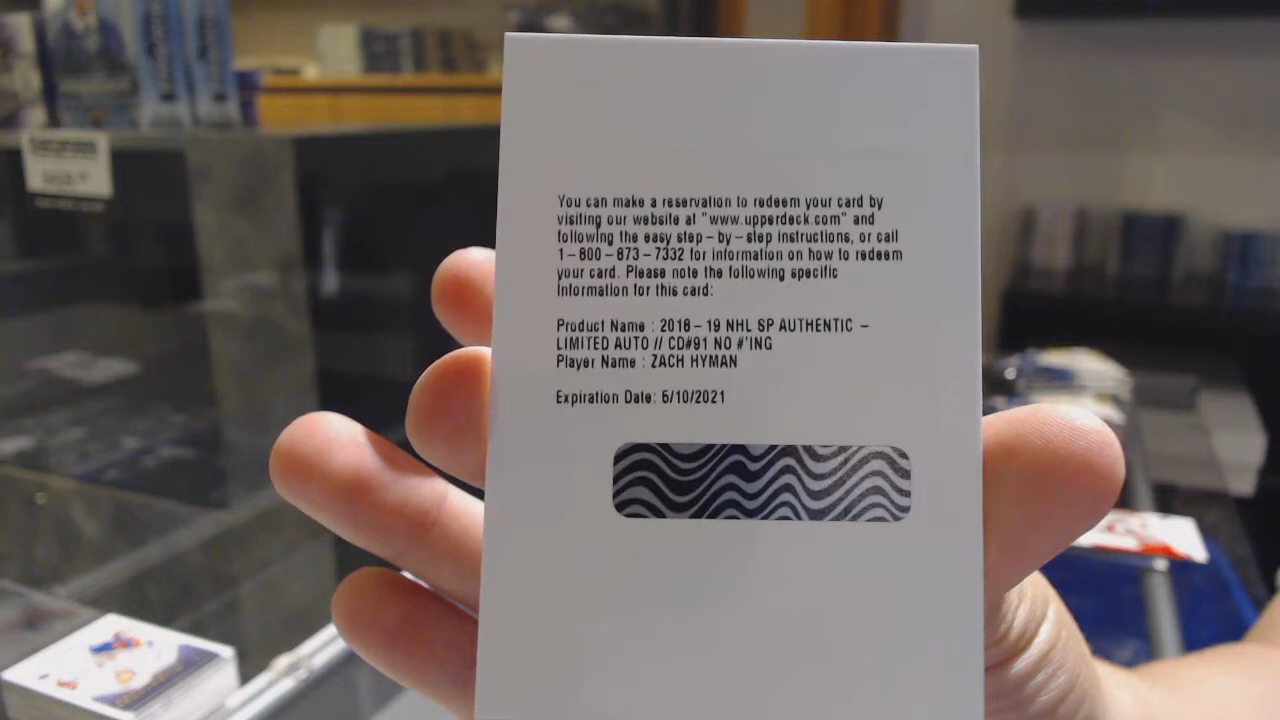 You can make a reservation to redeem your card by
visiting our website at "www.upperdeck.com" and
following the easy step – by – step instructions, or call
1 – 800 – 873 – 7332 for information on how to redeem
your card. Please note the following specific
information for this card:
Product Name : 2018 – 19 NHL SP AUTHENTIC –
LIMITED AUTO // CD#91 NO #'ING
Player Name : ZACH HYMAN
Expiration Date: 6/10/2021